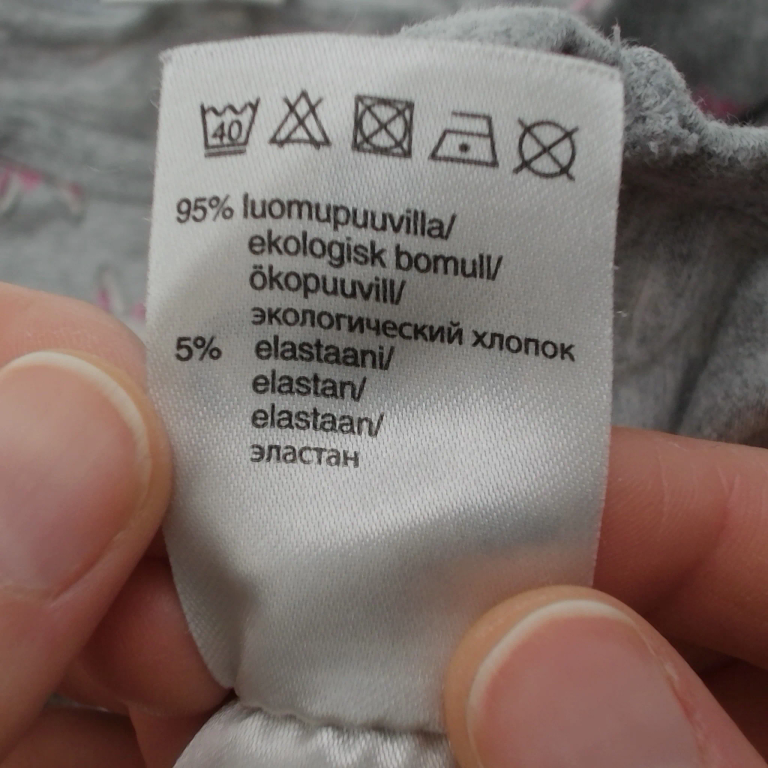 40
95% luomupuuvilla/
ekologisk bomull/
ökopuuvill/
экологический хлопок
5% elastaani/
elastan/
elastaan/
эластан